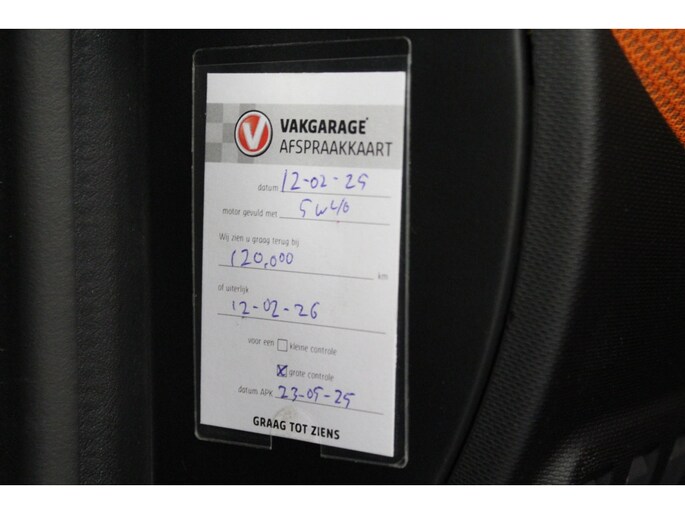 V VAKGARAGE
AFSPRAAKKAART
datum 12-02-25
motor gevuld met 5w40
Wij zien u graag terug bij
120,000 km
of uiterlijk
12-02-26
voor een kleine controle
grote controle
datum APK 23-05-25
GRAAG TOT ZIENS